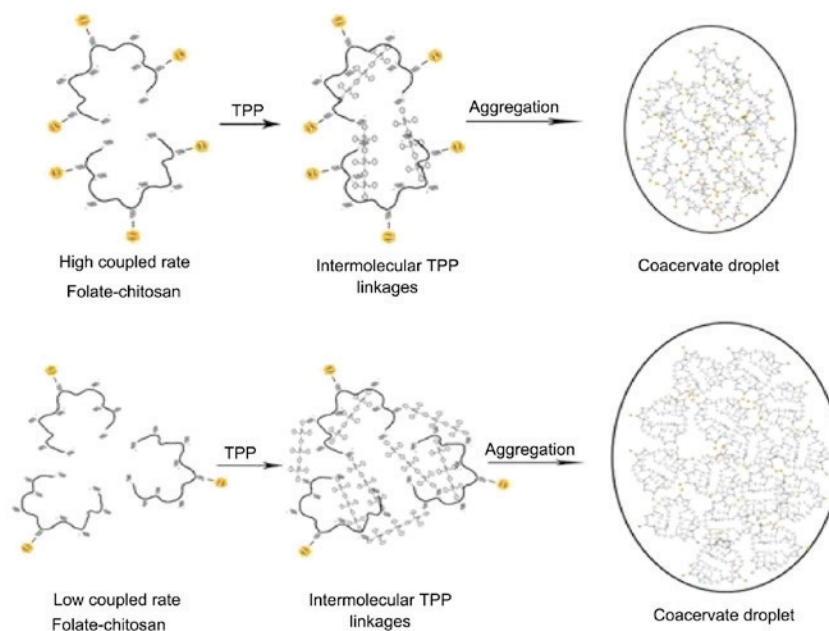 TPP
Aggregation
High coupled rate
Folate-chitosan
Intermolecular TPP
linkages
Coacervate droplet
TPP
Aggregation
Low coupled rate
Folate-chitosan
Intermolecular TPP
linkages
Coacervate droplet